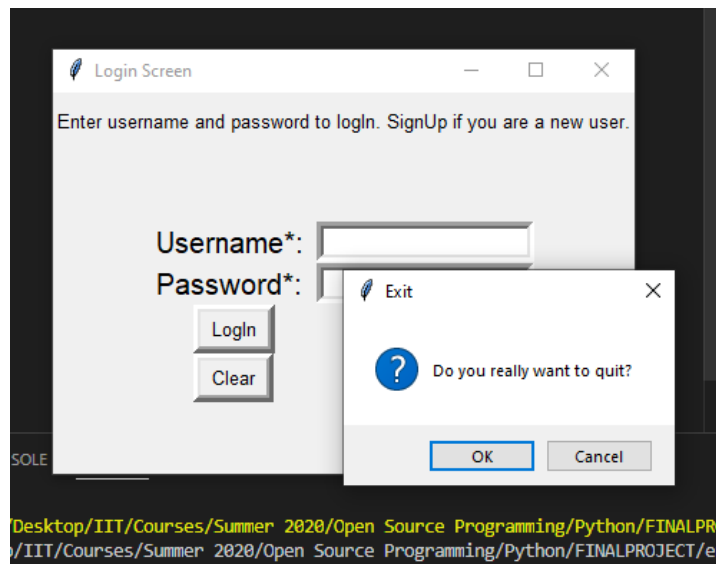 Login Screen
Enter username and password to logIn. SignUp if you are a new user.
Username*:
Password*:
LogIn
Clear
Exit
Do you really want to quit?
OK
Cancel
SOLE
/Desktop/IIT/Courses/Summer 2020/Open Source Programming/Python/FINALPR
/IIT/Courses/Summer 2020/Open Source Programming/Python/FINALPROJECT/e